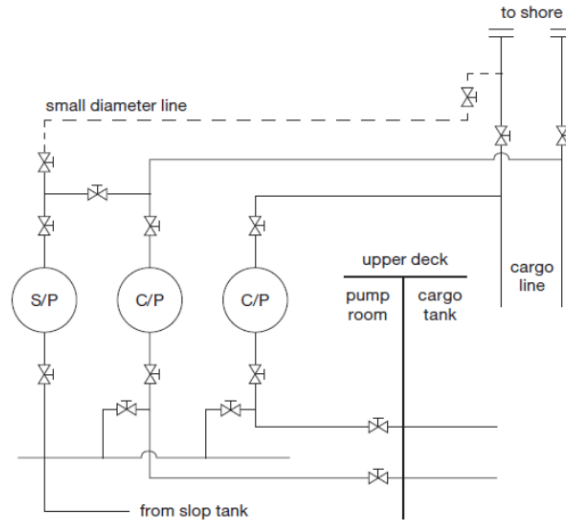 to shore
small diameter line
upper deck
S/P
C/P
C/P
pump
room
cargo
tank
cargo
line
from slop tank